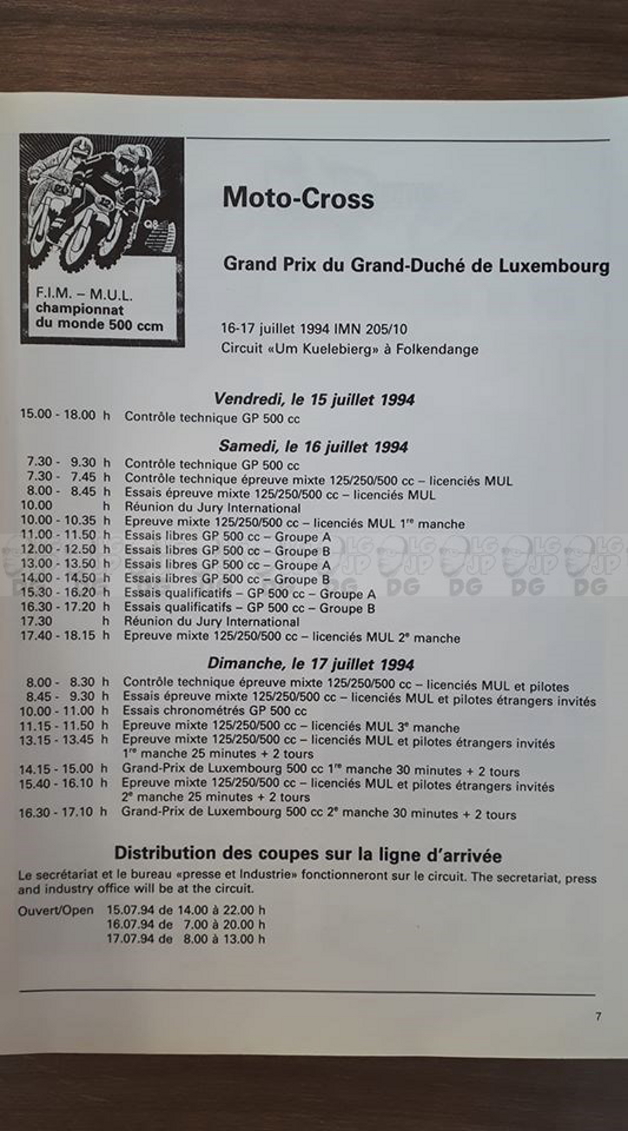 Q8
F.I.M. – M.U.L.
championnat
du monde 500 ccm
Moto-Cross
Grand Prix du Grand-Duché de Luxembourg
16-17 juillet 1994 IMN 205/10
Circuit «Um Kuelebierg» à Folkendange
Vendredi, le 15 juillet 1994
15.00 - 18.00 h Contrôle technique GP 500 cc
Samedi, le 16 juillet 1994
7.30 - 9.30 h Contrôle technique GP 500 cc
7.30 - 7.45 h Contrôle technique épreuve mixte 125/250/500 cc – licenciés MUL
8.00 - 8.45 h Essais épreuve mixte 125/250/500 cc – licenciés MUL
10.00 h Réunion du Jury International
10.00 - 10.35 h Epreuve mixte 125/250/500 cc – licenciés MUL 1re manche
11.00 - 11.50 h Essais libres GP 500 cc – Groupe A
12.00 - 12.50 h Essais libres GP 500 cc – Groupe B
13.00 - 13.50 h Essais libres GP 500 cc – Groupe A
14.00 - 14.50 h Essais libres GP 500 cc – Groupe B
15.30 - 16.20 h Essais qualificatifs – GP 500 cc – Groupe A
16.30 - 17.20 h Essais qualificatifs – GP 500 cc – Groupe B
17.30 h Réunion du Jury International
17.40 - 18.15 h Epreuve mixte 125/250/500 cc – licenciés MUL 2e manche
Dimanche, le 17 juillet 1994
8.00 - 8.30 h Contrôle technique épreuve mixte 125/250/500 cc – licenciés MUL et pilotes
8.45 - 9.30 h Essais épreuve mixte 125/250/500 cc – licenciés MUL et pilotes étrangers invités
10.00 - 11.00 h Essais chronométrés GP 500 cc
11.15 - 11.50 h Epreuve mixte 125/250/500 cc – licenciés MUL 3e manche
13.15 - 13.45 h Epreuve mixte 125/250/500 cc – licenciés MUL et pilotes étrangers invités
1re manche 25 minutes + 2 tours
14.15 - 15.00 h Grand-Prix de Luxembourg 500 cc 1re manche 30 minutes + 2 tours
15.40 - 16.10 h Epreuve mixte 125/250/500 cc – licenciés MUL et pilotes étrangers invités
2e manche 25 minutes + 2 tours
16.30 - 17.10 h Grand-Prix de Luxembourg 500 cc 2e manche 30 minutes + 2 tours
Distribution des coupes sur la ligne d'arrivée
Le secrétariat et le bureau «presse et Industrie» fonctionneront sur le circuit. The secretariat, press
and industry office will be at the circuit.
Ouvert/Open 15.07.94 de 14.00 à 22.00 h
16.07.94 de 7.00 à 20.00 h
17.07.94 de 8.00 à 13.00 h
7